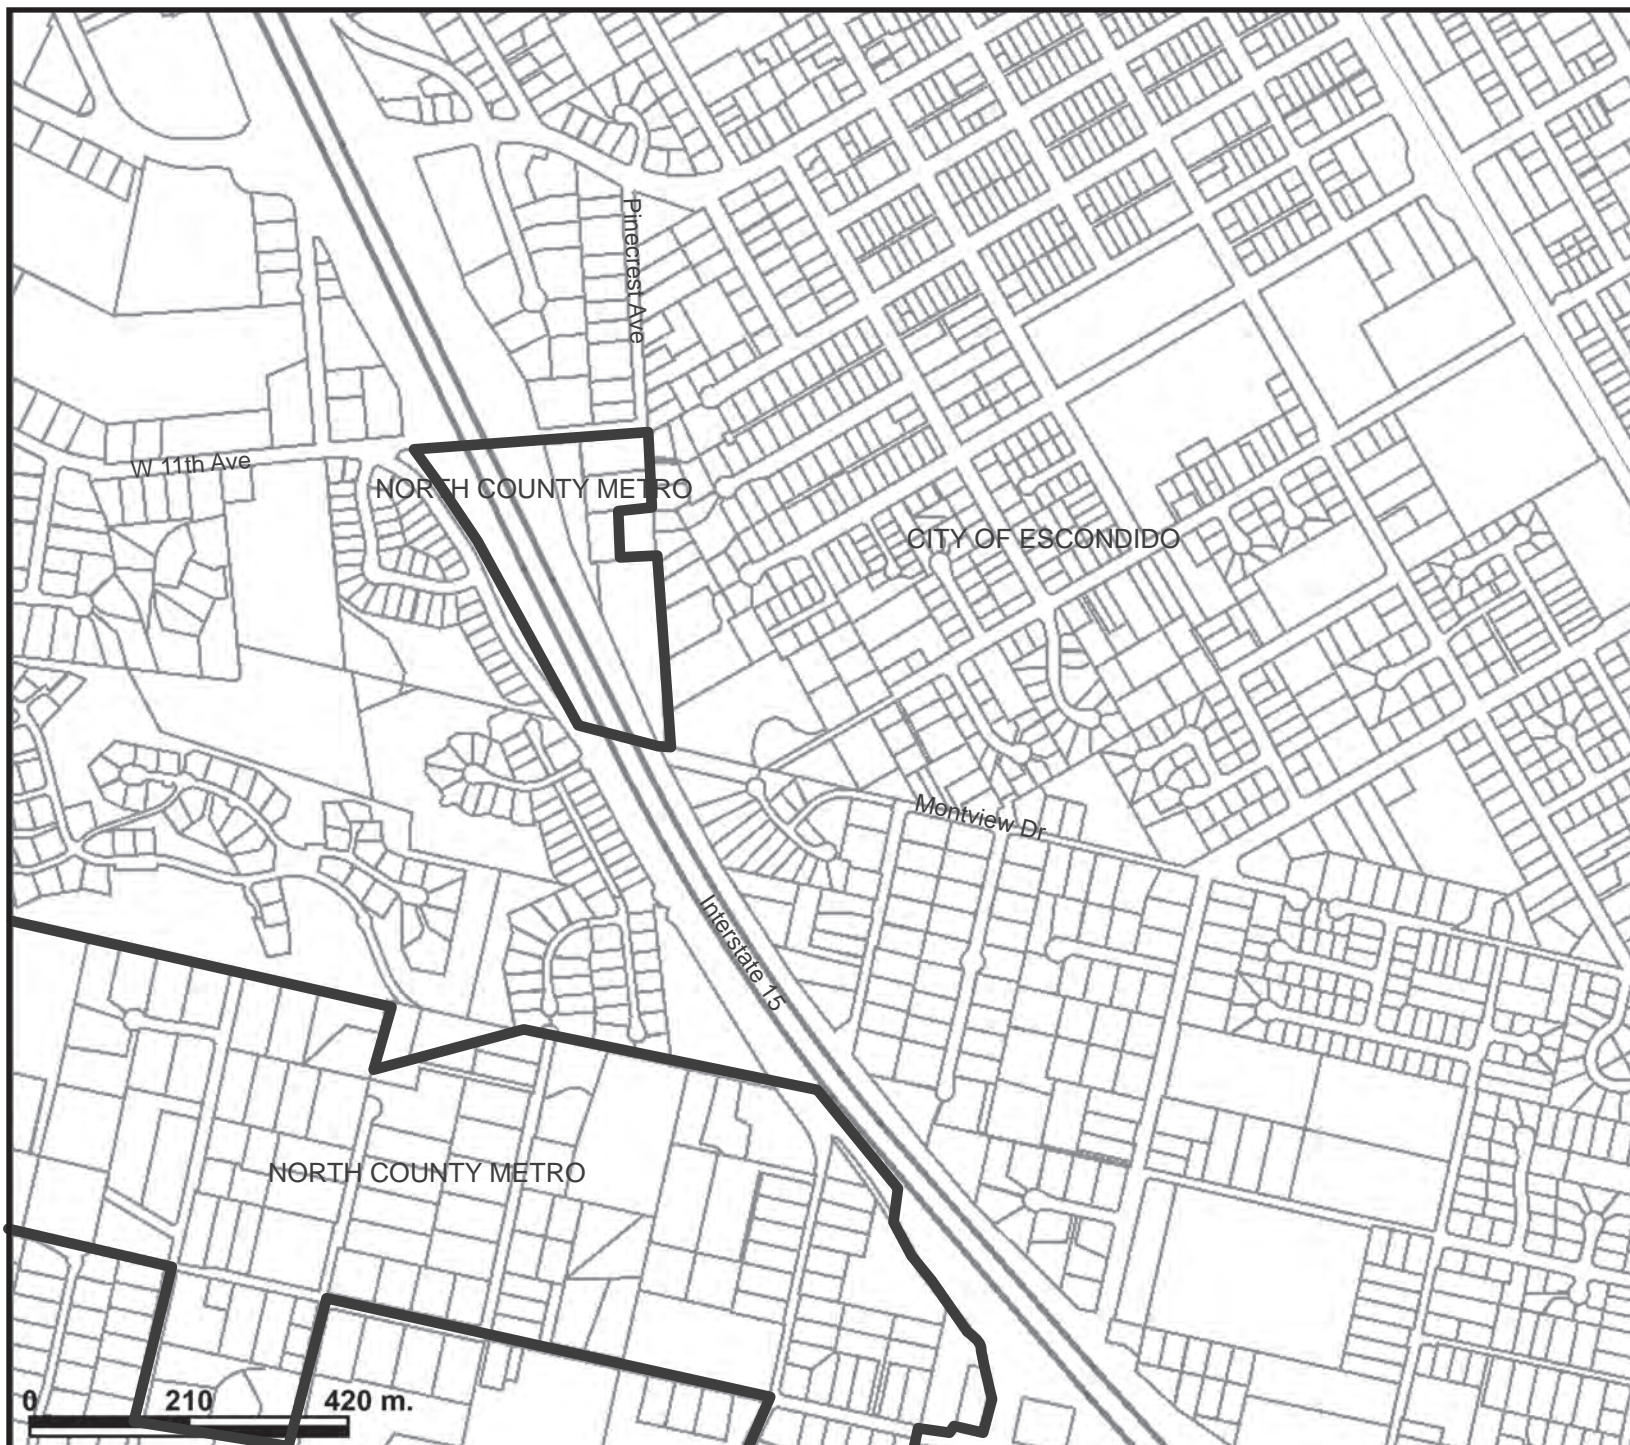 Pinecrest Ave
W 11th Ave
NORTH COUNTY METRO
CITY OF ESCONDIDO
Montview Dr
Interstate 15
NORTH COUNTY METRO
0 210 420 m.